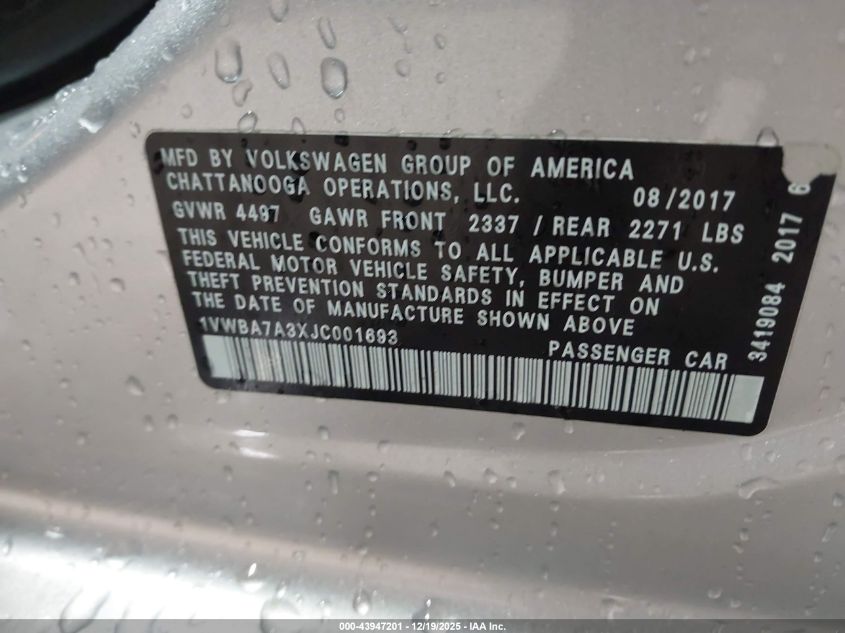 MFD BY VOLKSWAGEN GROUP OF AMERICA
CHATTANOOGA OPERATIONS, LLC. 08/2017
GVWR 4497 GAWR FRONT 2337 / REAR 2271 LBS
THIS VEHICLE CONFORMS TO ALL APPLICABLE U.S.
FEDERAL MOTOR VEHICLE SAFETY, BUMPER AND
THEFT PREVENTION STANDARDS IN EFFECT ON
THE DATE OF MANUFACTURE SHOWN ABOVE
1VWBA7A3XJC001693
PASSENGER CAR
3419084 2017 6
000-43947201 - 12/19/2025 - IAA Inc.